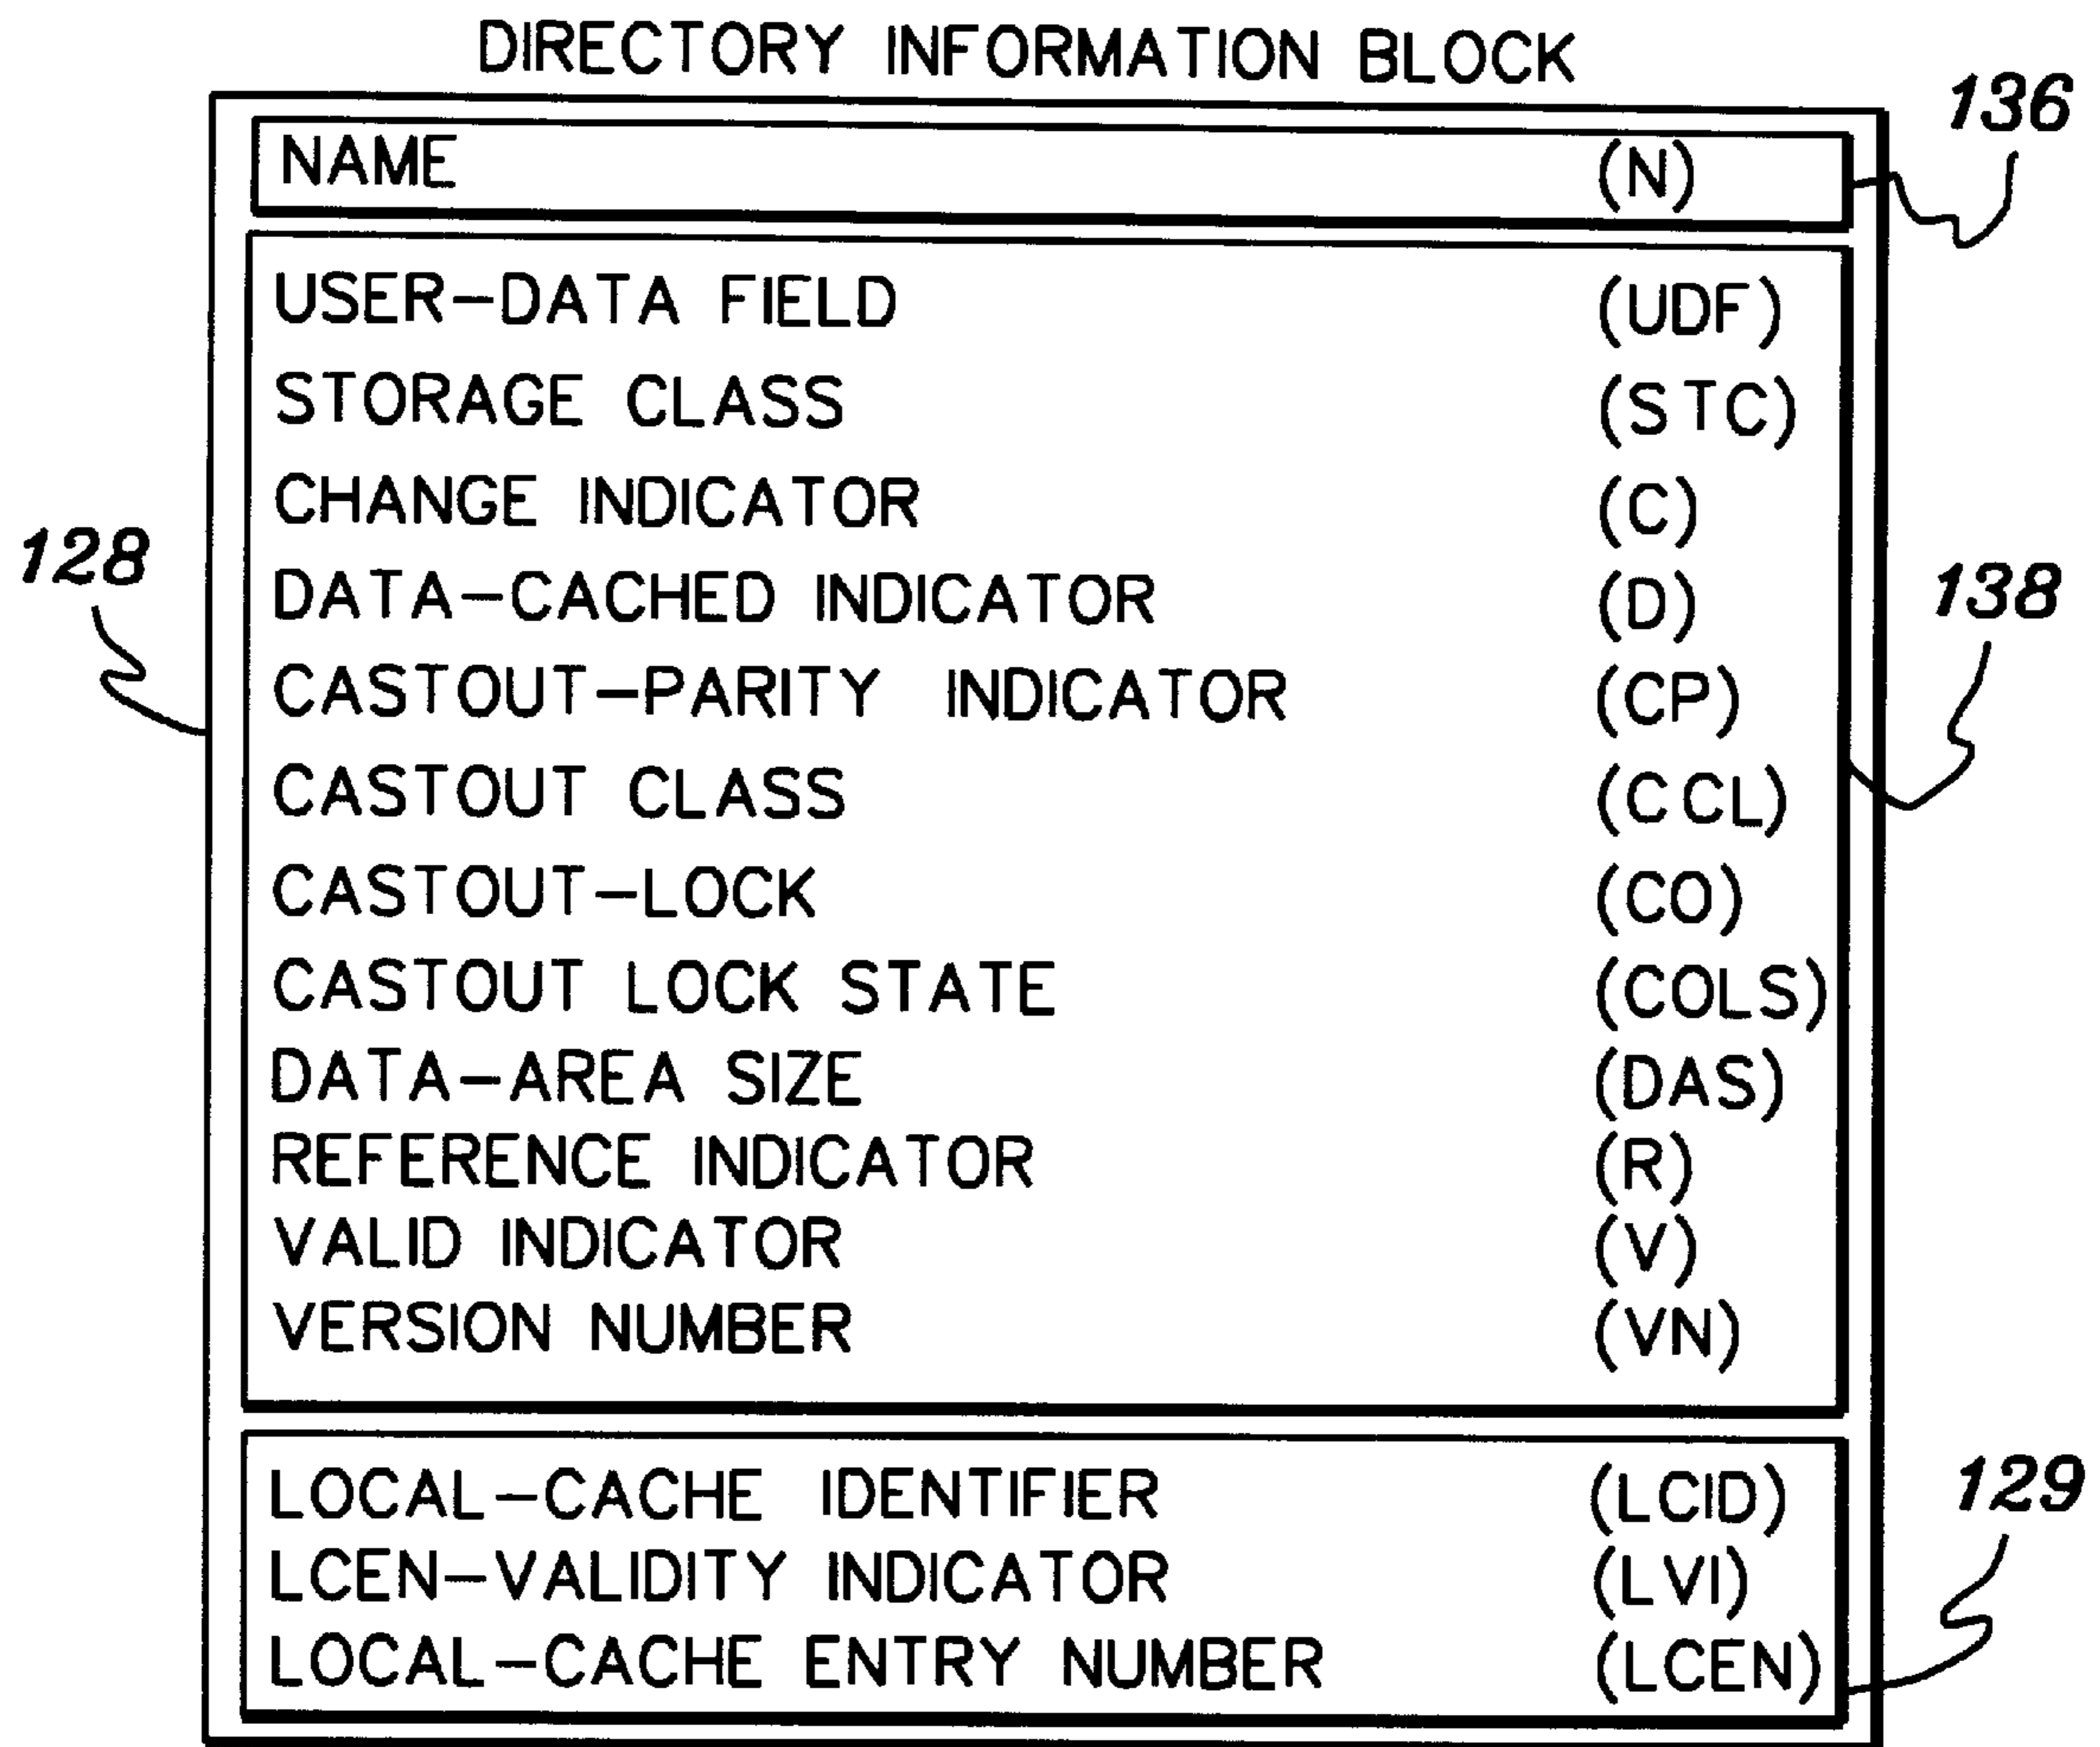 DIRECTORY INFORMATION BLOCK
136
NAME (N)
USER-DATA FIELD (UDF)
STORAGE CLASS (STC)
CHANGE INDICATOR (C)
128
DATA-CACHED INDICATOR (D)
138
CASTOUT-PARITY INDICATOR (CP)
CASTOUT CLASS (CCL)
CASTOUT-LOCK (CO)
CASTOUT LOCK STATE (COLS)
DATA-AREA SIZE (DAS)
REFERENCE INDICATOR (R)
VALID INDICATOR (V)
VERSION NUMBER (VN)
LOCAL-CACHE IDENTIFIER (LCID)
129
LCEN-VALIDITY INDICATOR (LVI)
LOCAL-CACHE ENTRY NUMBER (LCEN)